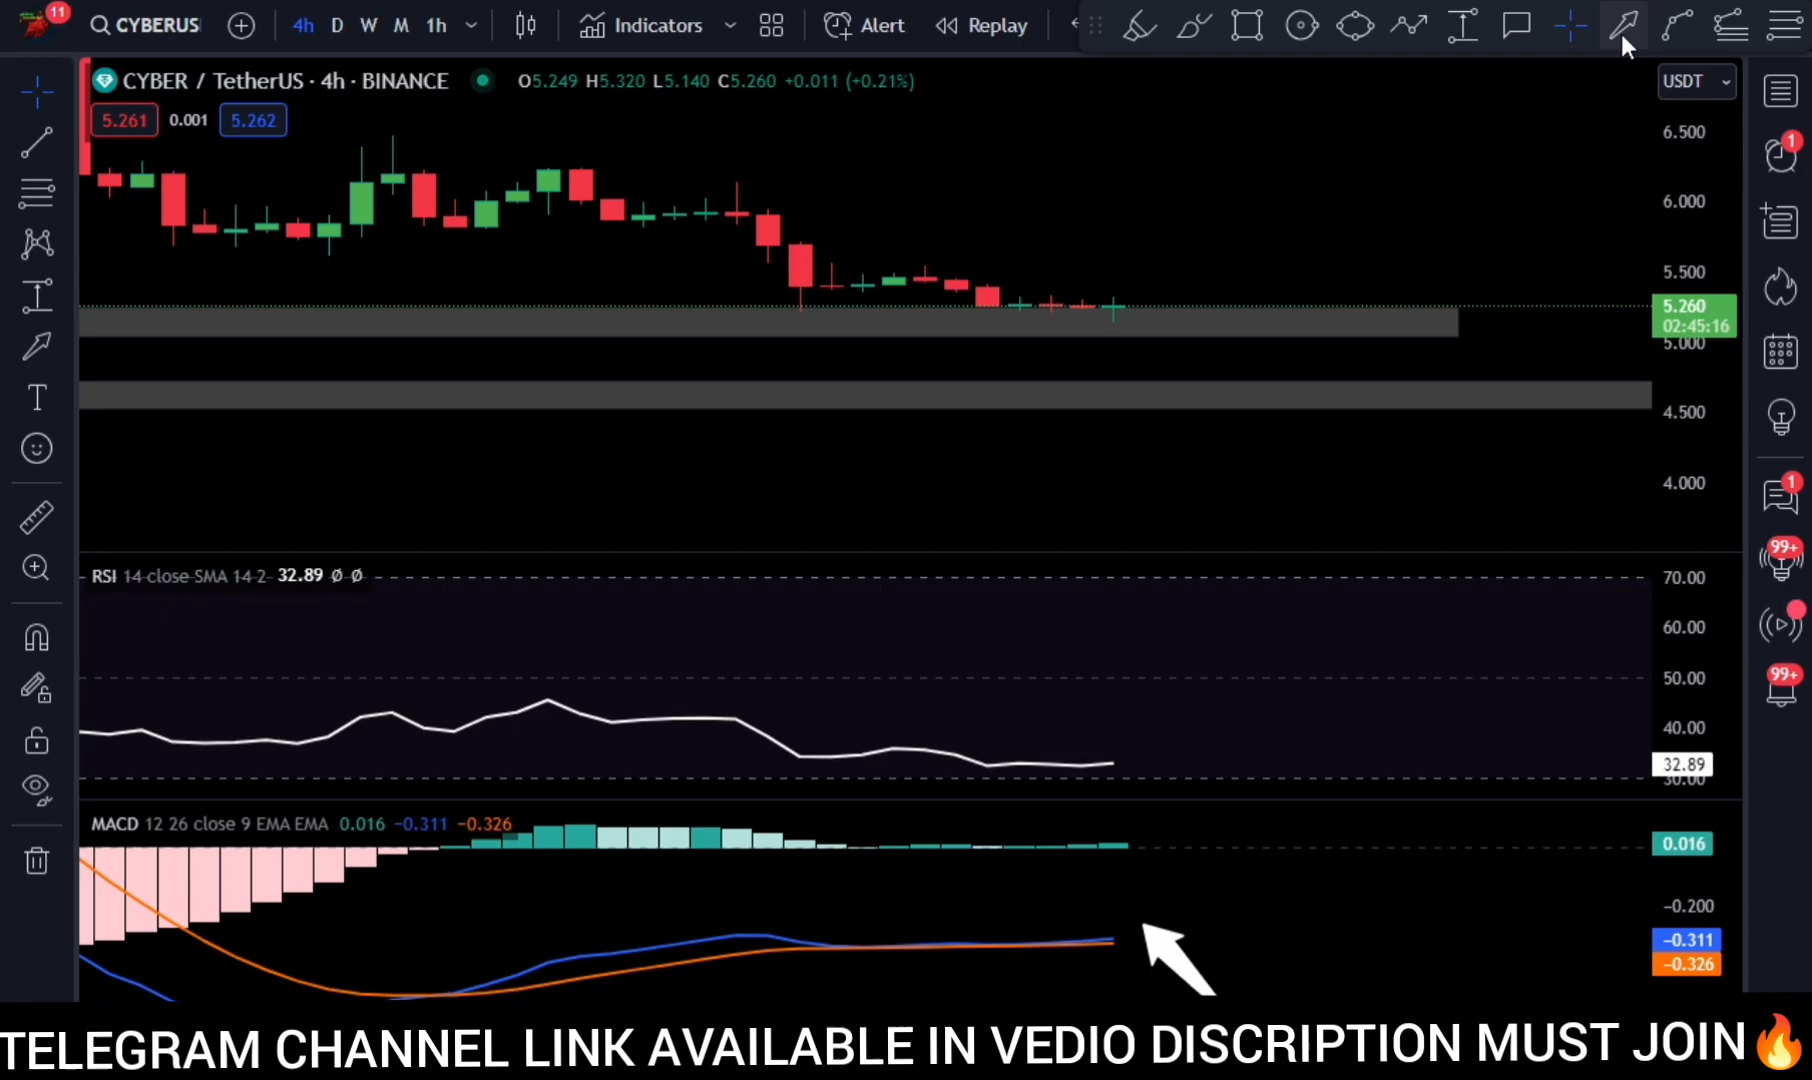 11
CYBERUS
4h D W M 1h
Indicators
Alert
Replay
CYBER / TetherUS · 4h · BINANCE
O5.249 H5.320 L5.140 C5.260 +0.011 (+0.21%)
USDT
5.261 0.001 5.262
6.500
6.000
5.500
5.260
02:45:16
5.000
4.500
4.000
1
1
99+
99+
RSI 14 close SMA 14 2 32.89 Ø Ø
70.00
60.00
50.00
40.00
32.89
30.00
MACD 12 26 close 9 EMA EMA 0.016 −0.311 −0.326
0.016
−0.200
−0.311
−0.326
TELEGRAM CHANNEL LINK AVAILABLE IN VEDIO DISCRIPTION MUST JOIN🔥